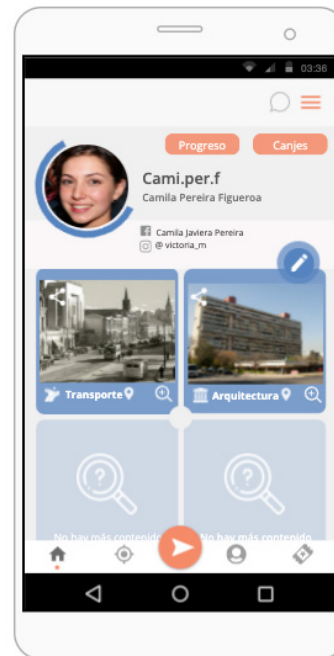 03:36
Progreso
Canjes
Cami.per.f
Camila Pereira Figueroa
Camila Javiera Pereira
@ victoria_m
Transporte
Arquitectura
No hay más contenido
No hay más contenido